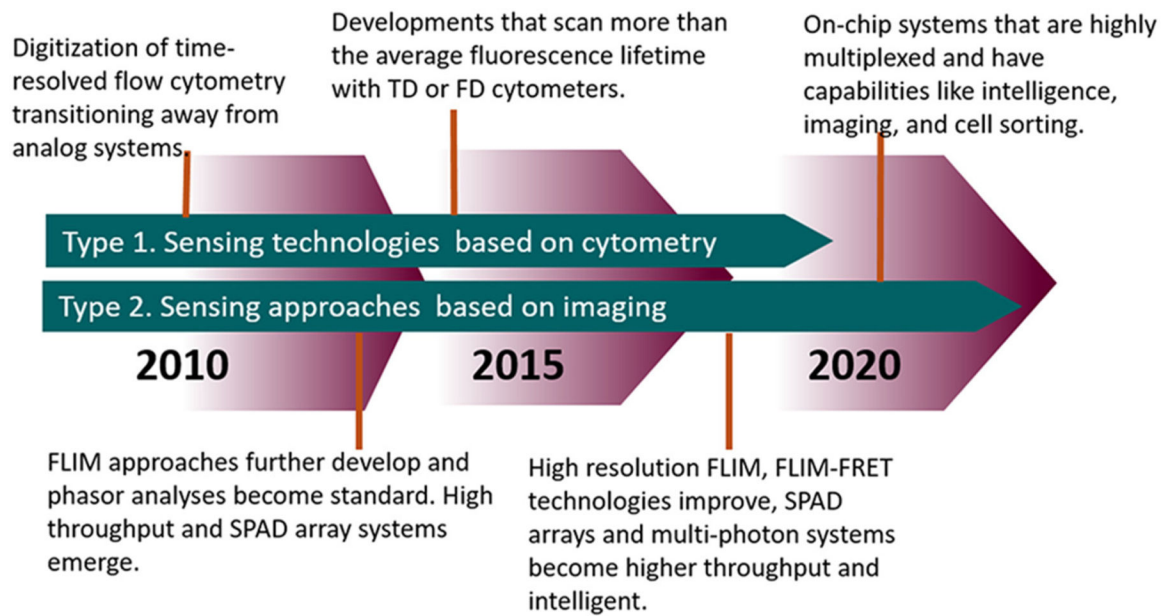 Digitization of time-
resolved flow cytometry
transitioning away from
analog systems.
Developments that scan more than
the average fluorescence lifetime
with TD or FD cytometers.
On-chip systems that are highly
multiplexed and have
capabilities like intelligence,
imaging, and cell sorting.
Type 1. Sensing technologies  based on cytometry
Type 2. Sensing approaches  based on imaging
2010
2015
2020
FLIM approaches further develop and
phasor analyses become standard. High
throughput and SPAD array systems
emerge.
High resolution FLIM, FLIM-FRET
technologies improve, SPAD
arrays and multi-photon systems
become higher throughput and
intelligent.